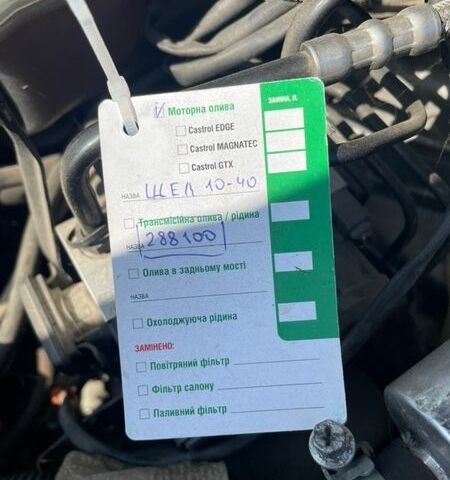 Моторна олива
ЗАМІНА, Л.
Castrol EDGE
Castrol MAGNATEC
Castrol GTX
НАЗВА ШЕЛ 10-40
Трансмісійна олива / рідина
НАЗВА 288100
Олива в задньому мості
НАЗВА
Охолоджуюча рідина
ЗАМІНЕНО:
Повітряний фільтр
Фільтр салону
Паливний фільтр